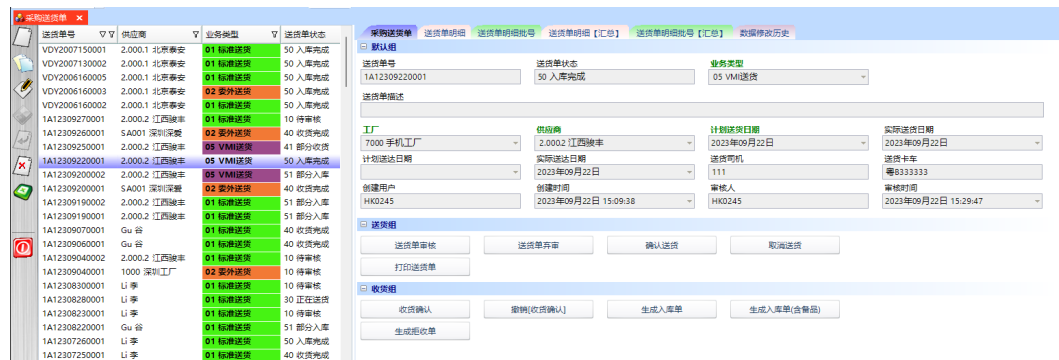 采购送货单
送货单号 供应商 业务类型 送货单状态
VDY2007150001 2.000.1 北京泰安 01 标准送货 50 入库完成
VDY2007130002 2.000.1 北京泰安 01 标准送货 50 入库完成
VDY2006160005 2.000.1 北京泰安 01 标准送货 50 入库完成
VDY2006160003 2.000.1 北京泰安 02 委外送货 50 入库完成
VDY2006160002 2.000.1 北京泰安 01 标准送货 50 入库完成
1A12309270001 2.000.2 江西骏丰 01 标准送货 10 待审核
1A12309260001 SA001 深圳深爱 02 委外送货 40 收货完成
1A12309250001 2.000.2 江西骏丰 05 VMI送货 41 部分收货
1A12309220001 2.000.2 江西骏丰 05 VMI送货 50 入库完成
1A12309200002 2.000.2 江西骏丰 05 VMI送货 51 部分入库
1A12309200001 SA001 深圳深爱 02 委外送货 40 收货完成
1A12309190002 2.000.2 江西骏丰 01 标准送货 51 部分入库
1A12309190001 2.000.2 江西骏丰 01 标准送货 51 部分入库
1A12309070001 Gu 谷 01 标准送货 40 收货完成
1A12309060001 Gu 谷 01 标准送货 40 收货完成
1A12309040002 2.000.2 江西骏丰 01 标准送货 10 待审核
1A12309040001 1000 深圳工厂 02 委外送货 10 待审核
1A12308300001 Li 李 01 标准送货 10 待审核
1A12308280001 Li 李 01 标准送货 30 正在送货
1A12308230001 Li 李 01 标准送货 10 待审核
1A12308220001 Gu 谷 01 标准送货 51 部分入库
1A12307260001 Li 李 01 标准送货 50 入库完成
1A12307250001 Li 李 01 标准送货 40 收货完成
采购送货单 送货单明细 送货单明细批号 送货单明细【汇总】 送货单明细批号【汇总】 数据修改历史
默认组
送货单号 送货单状态 业务类型
1A12309220001 50 入库完成 05 VMI送货
送货单描述
工厂 供应商 计划送货日期 实际送货日期
7000 手机工厂 2.000.2 江西骏丰 2023年09月22日 2023年09月22日
计划送达日期 实际送达日期 送货司机 送货卡车
2023年09月22日 111 粤B333333
创建用户 创建时间 审核人 审核时间
HK0245 2023年09月22日 15:09:38 HK0245 2023年09月22日 15:29:47
送货组
送货单审核 送货单弃审 确认送货 取消送货
打印送货单
收货组
收货确认 撤销[收货确认] 生成入库单 生成入库单(含备品)
生成拒收单